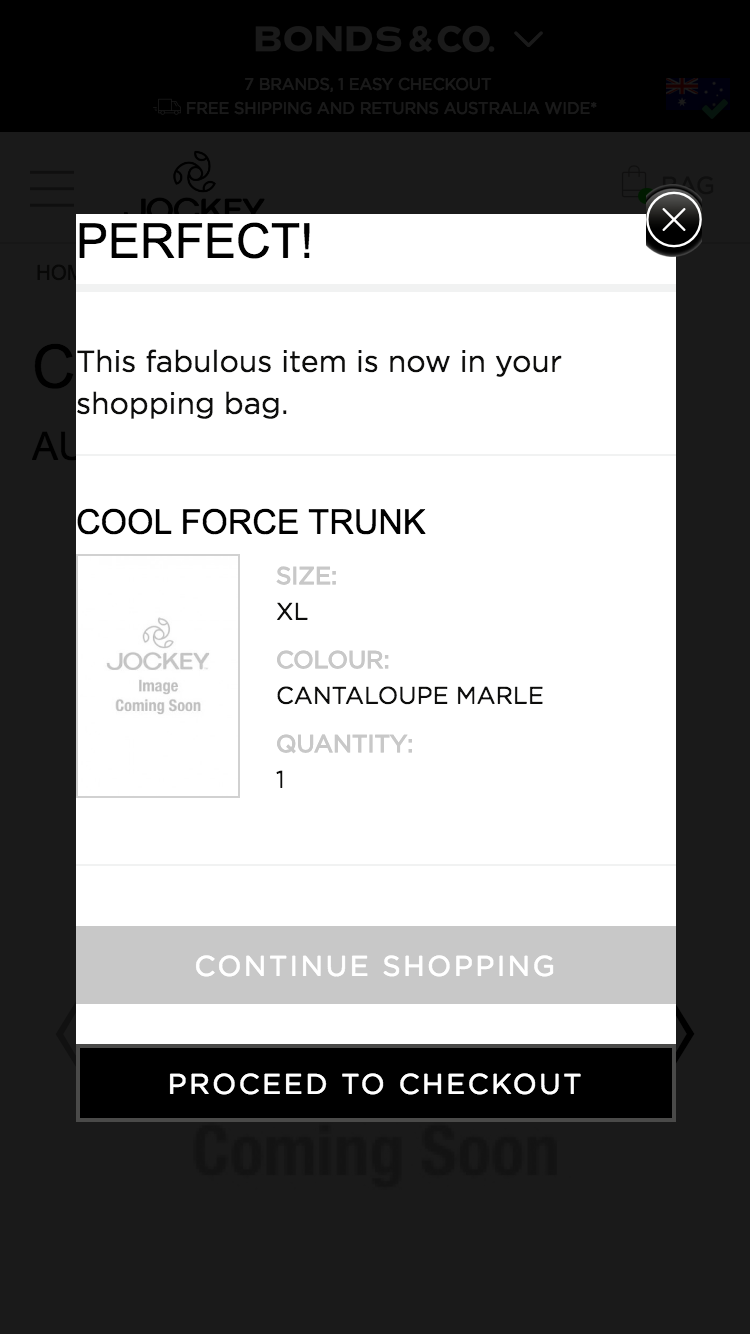 BONDS & CO.
7 BRANDS, 1 EASY CHECKOUT
FREE SHIPPING AND RETURNS AUSTRALIA WIDE*
JOCKEY
BAG
PERFECT!
HOM
C
This fabulous item is now in your
shopping bag.
AU
COOL FORCE TRUNK
SIZE:
XL
JOCKEY
Image
Coming Soon
COLOUR:
CANTALOUPE MARLE
QUANTITY:
1
CONTINUE SHOPPING
PROCEED TO CHECKOUT
Coming Soon